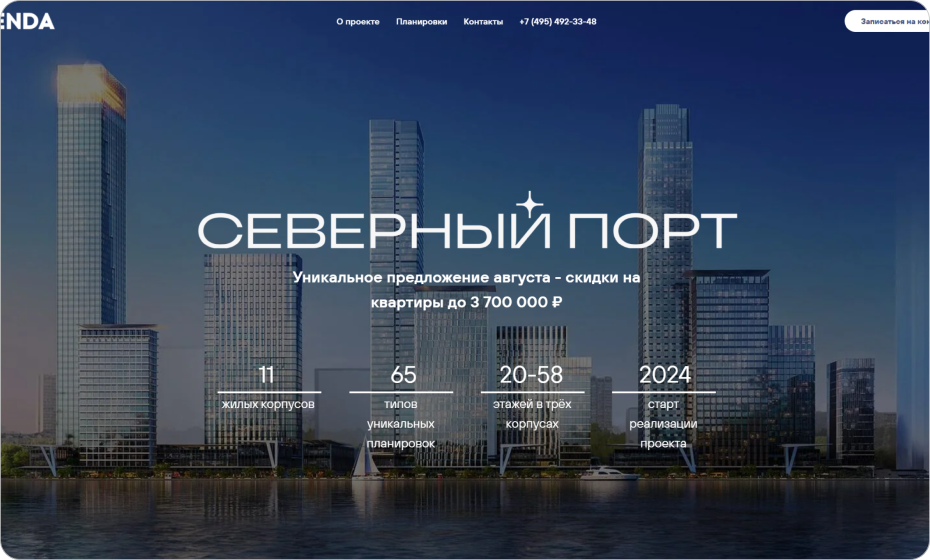 ENDA
О проекте Планировки Контакты +7 (495) 492-33-48
Записаться на
СЕВЕРНЫЙ ПОРТ
Уникальное предложение августа - скидки на
квартиры до 3 700 000 ₽
11 65 20-58 2024
жилых корпусов типов этажей в трёх старт
уникальных корпусах реализации
планировок проекта